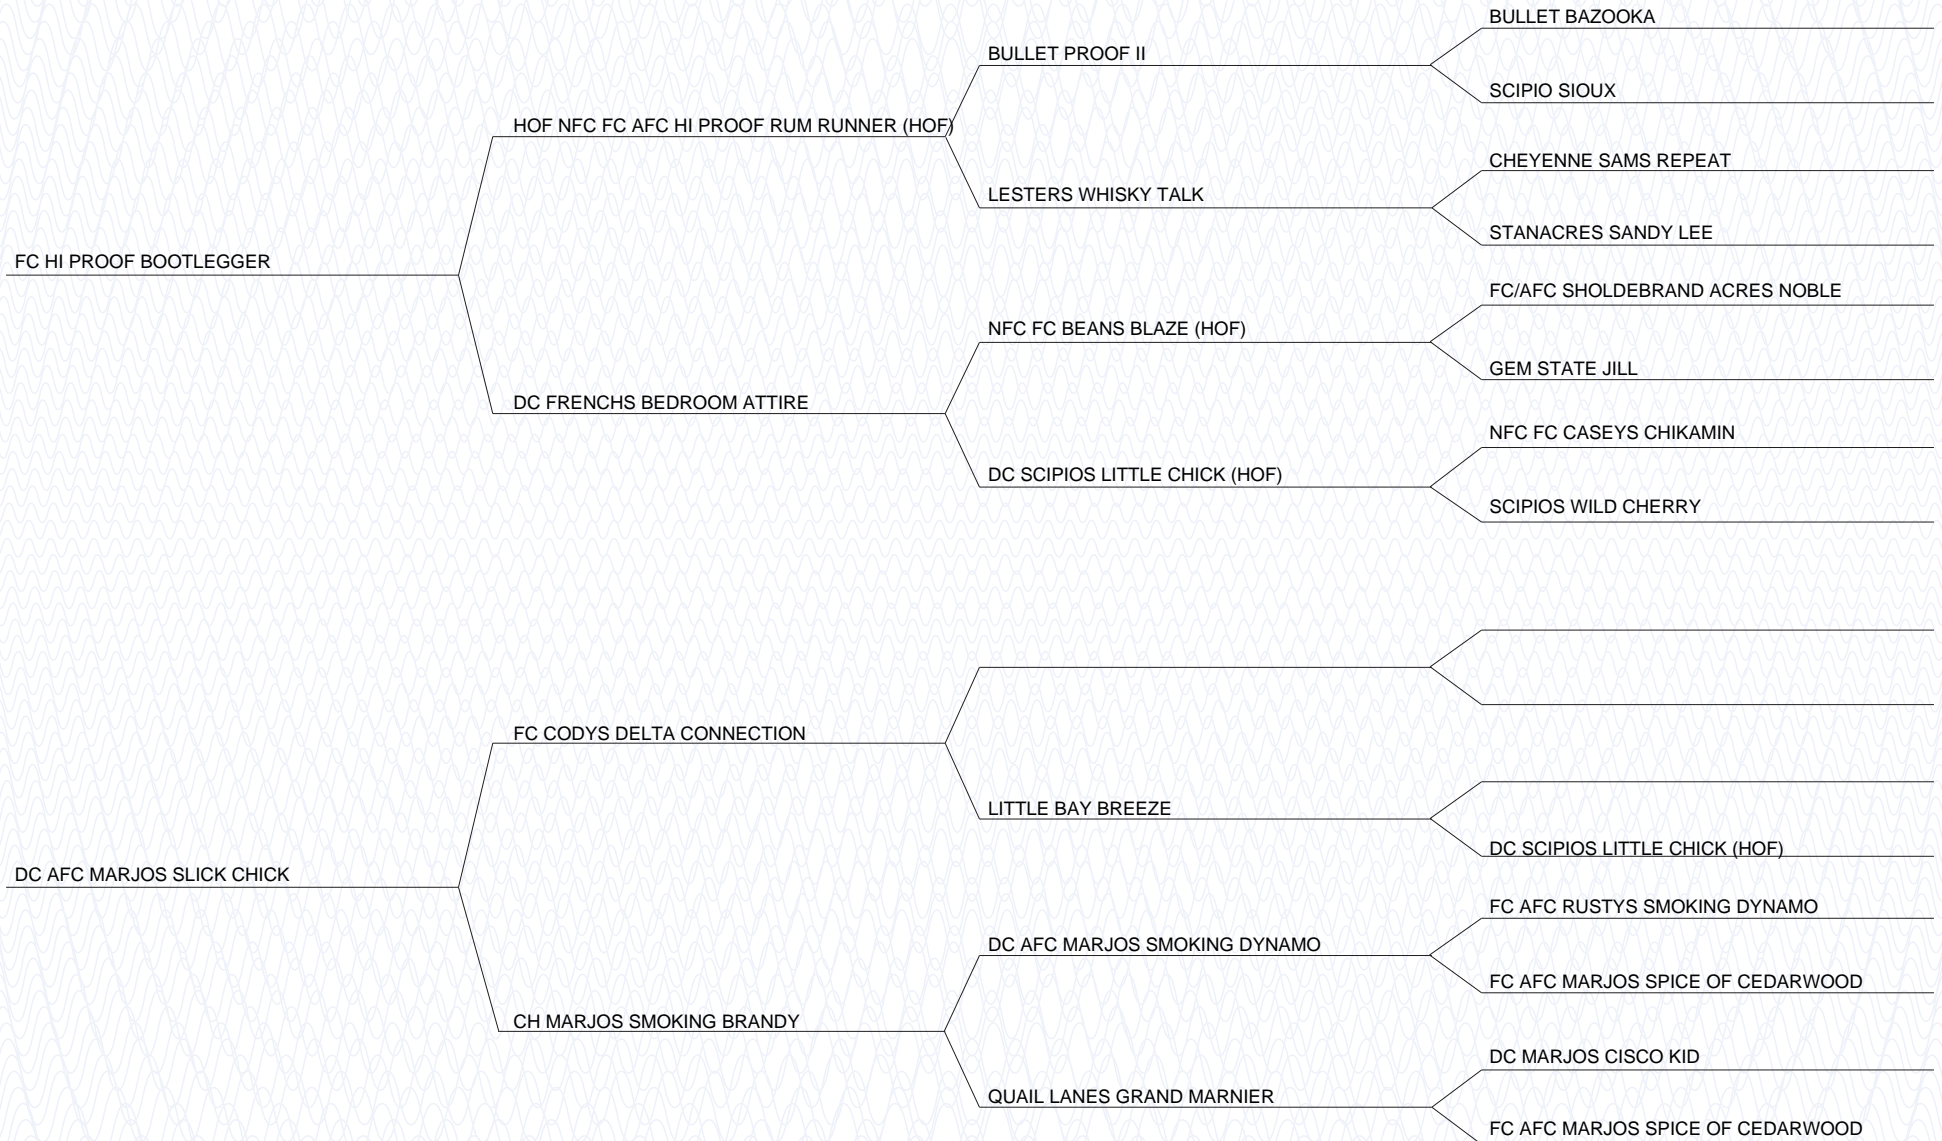 BULLET BAZOOKA
BULLET PROOF II
SCIPIO SIOUX
HOF NFC FC AFC HI PROOF RUM RUNNER (HOF)
CHEYENNE SAMS REPEAT
LESTERS WHISKY TALK
STANACRES SANDY LEE
FC HI PROOF BOOTLEGGER
FC/AFC SHOLDEBRAND ACRES NOBLE
NFC FC BEANS BLAZE (HOF)
GEM STATE JILL
DC FRENCHS BEDROOM ATTIRE
NFC FC CASEYS CHIKAMIN
DC SCIPIOS LITTLE CHICK (HOF)
SCIPIOS WILD CHERRY
FC CODYS DELTA CONNECTION
LITTLE BAY BREEZE
DC SCIPIOS LITTLE CHICK (HOF)
DC AFC MARJOS SLICK CHICK
FC AFC RUSTYS SMOKING DYNAMO
DC AFC MARJOS SMOKING DYNAMO
FC AFC MARJOS SPICE OF CEDARWOOD
CH MARJOS SMOKING BRANDY
DC MARJOS CISCO KID
QUAIL LANES GRAND MARNIER
FC AFC MARJOS SPICE OF CEDARWOOD